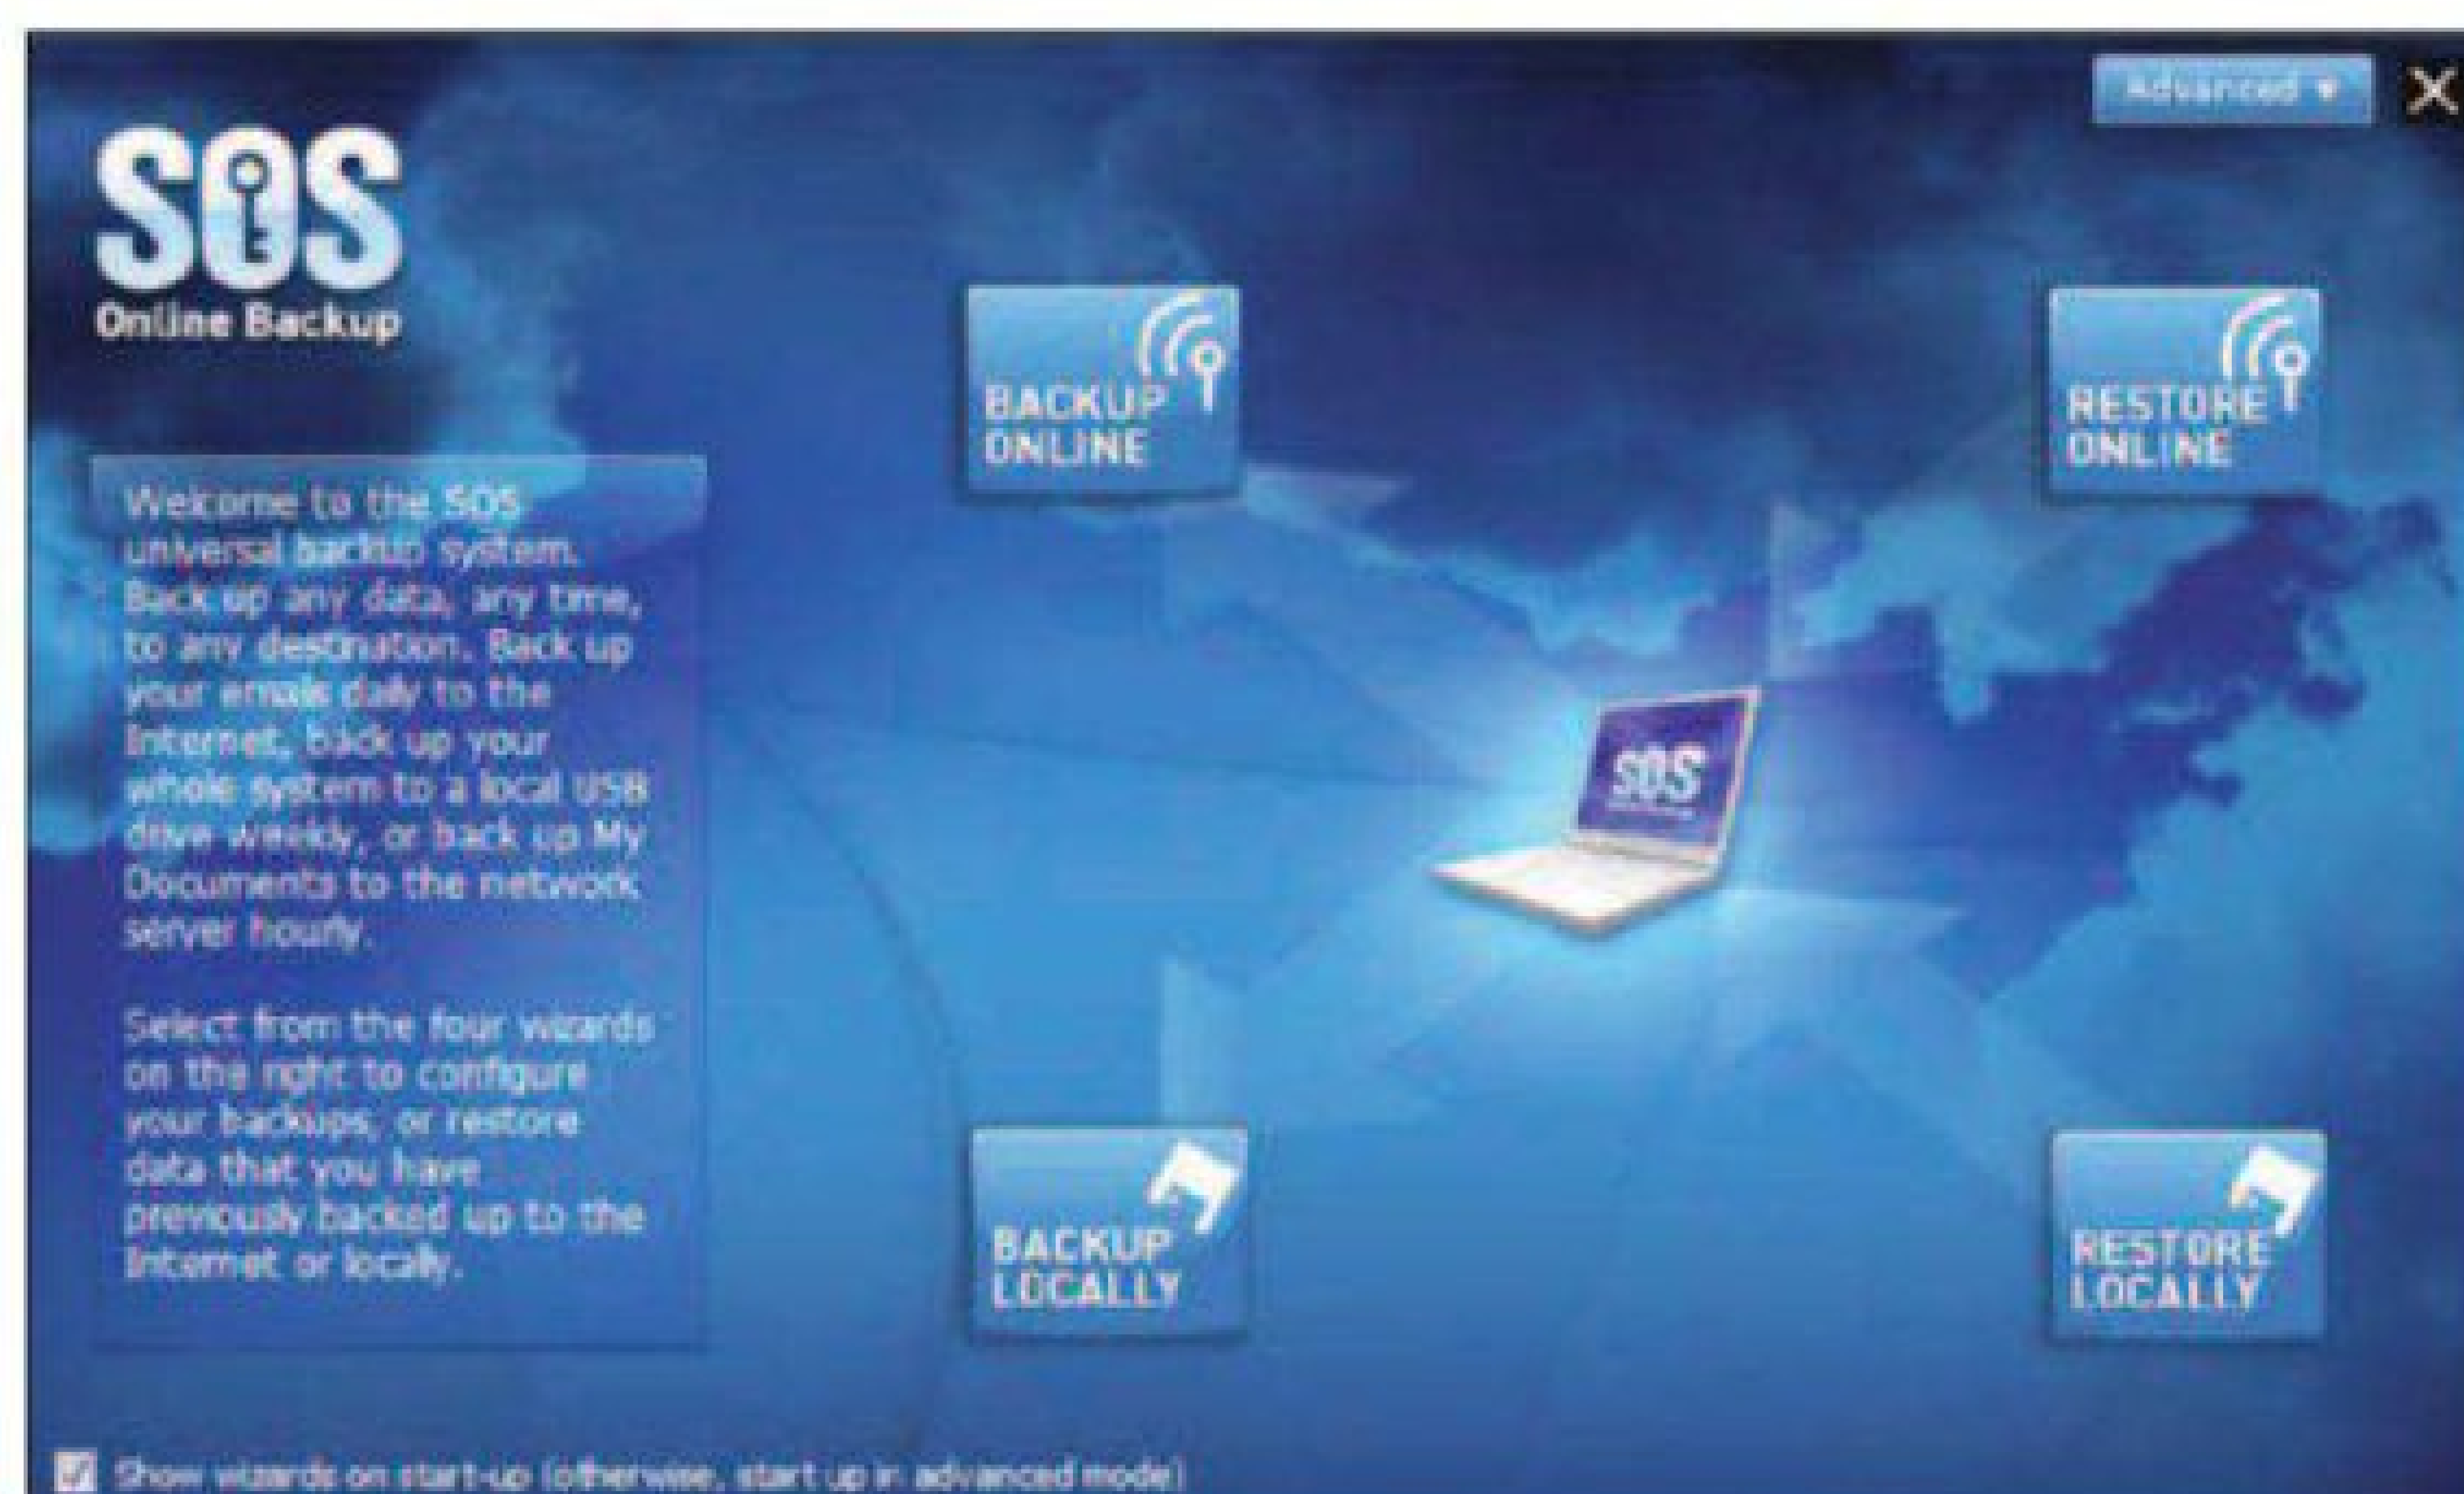 Advanced
SOS
Online Backup
BACKUP
ONLINE
RESTORE
ONLINE
Welcome to the SOS
universal backup system.
Back up any data, any time,
to any destination. Back up
your emails daily to the
Internet, back up your
whole system to a local USB
drive weekly, or back up My
Documents to the network
server hourly.
Select from the four wizards
on the right to configure
your backups, or restore
data that you have
previously backed up to the
Internet or locally.
SOS
BACKUP
LOCALLY
RESTORE
LOCALLY
Show wizards on start-up (otherwise, start up in advanced mode)